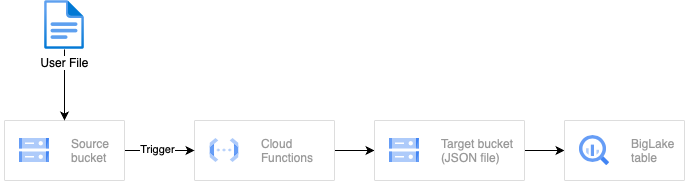 User File
Source
bucket
Trigger
Cloud
Functions
Target bucket
(JSON file)
BigLake
table